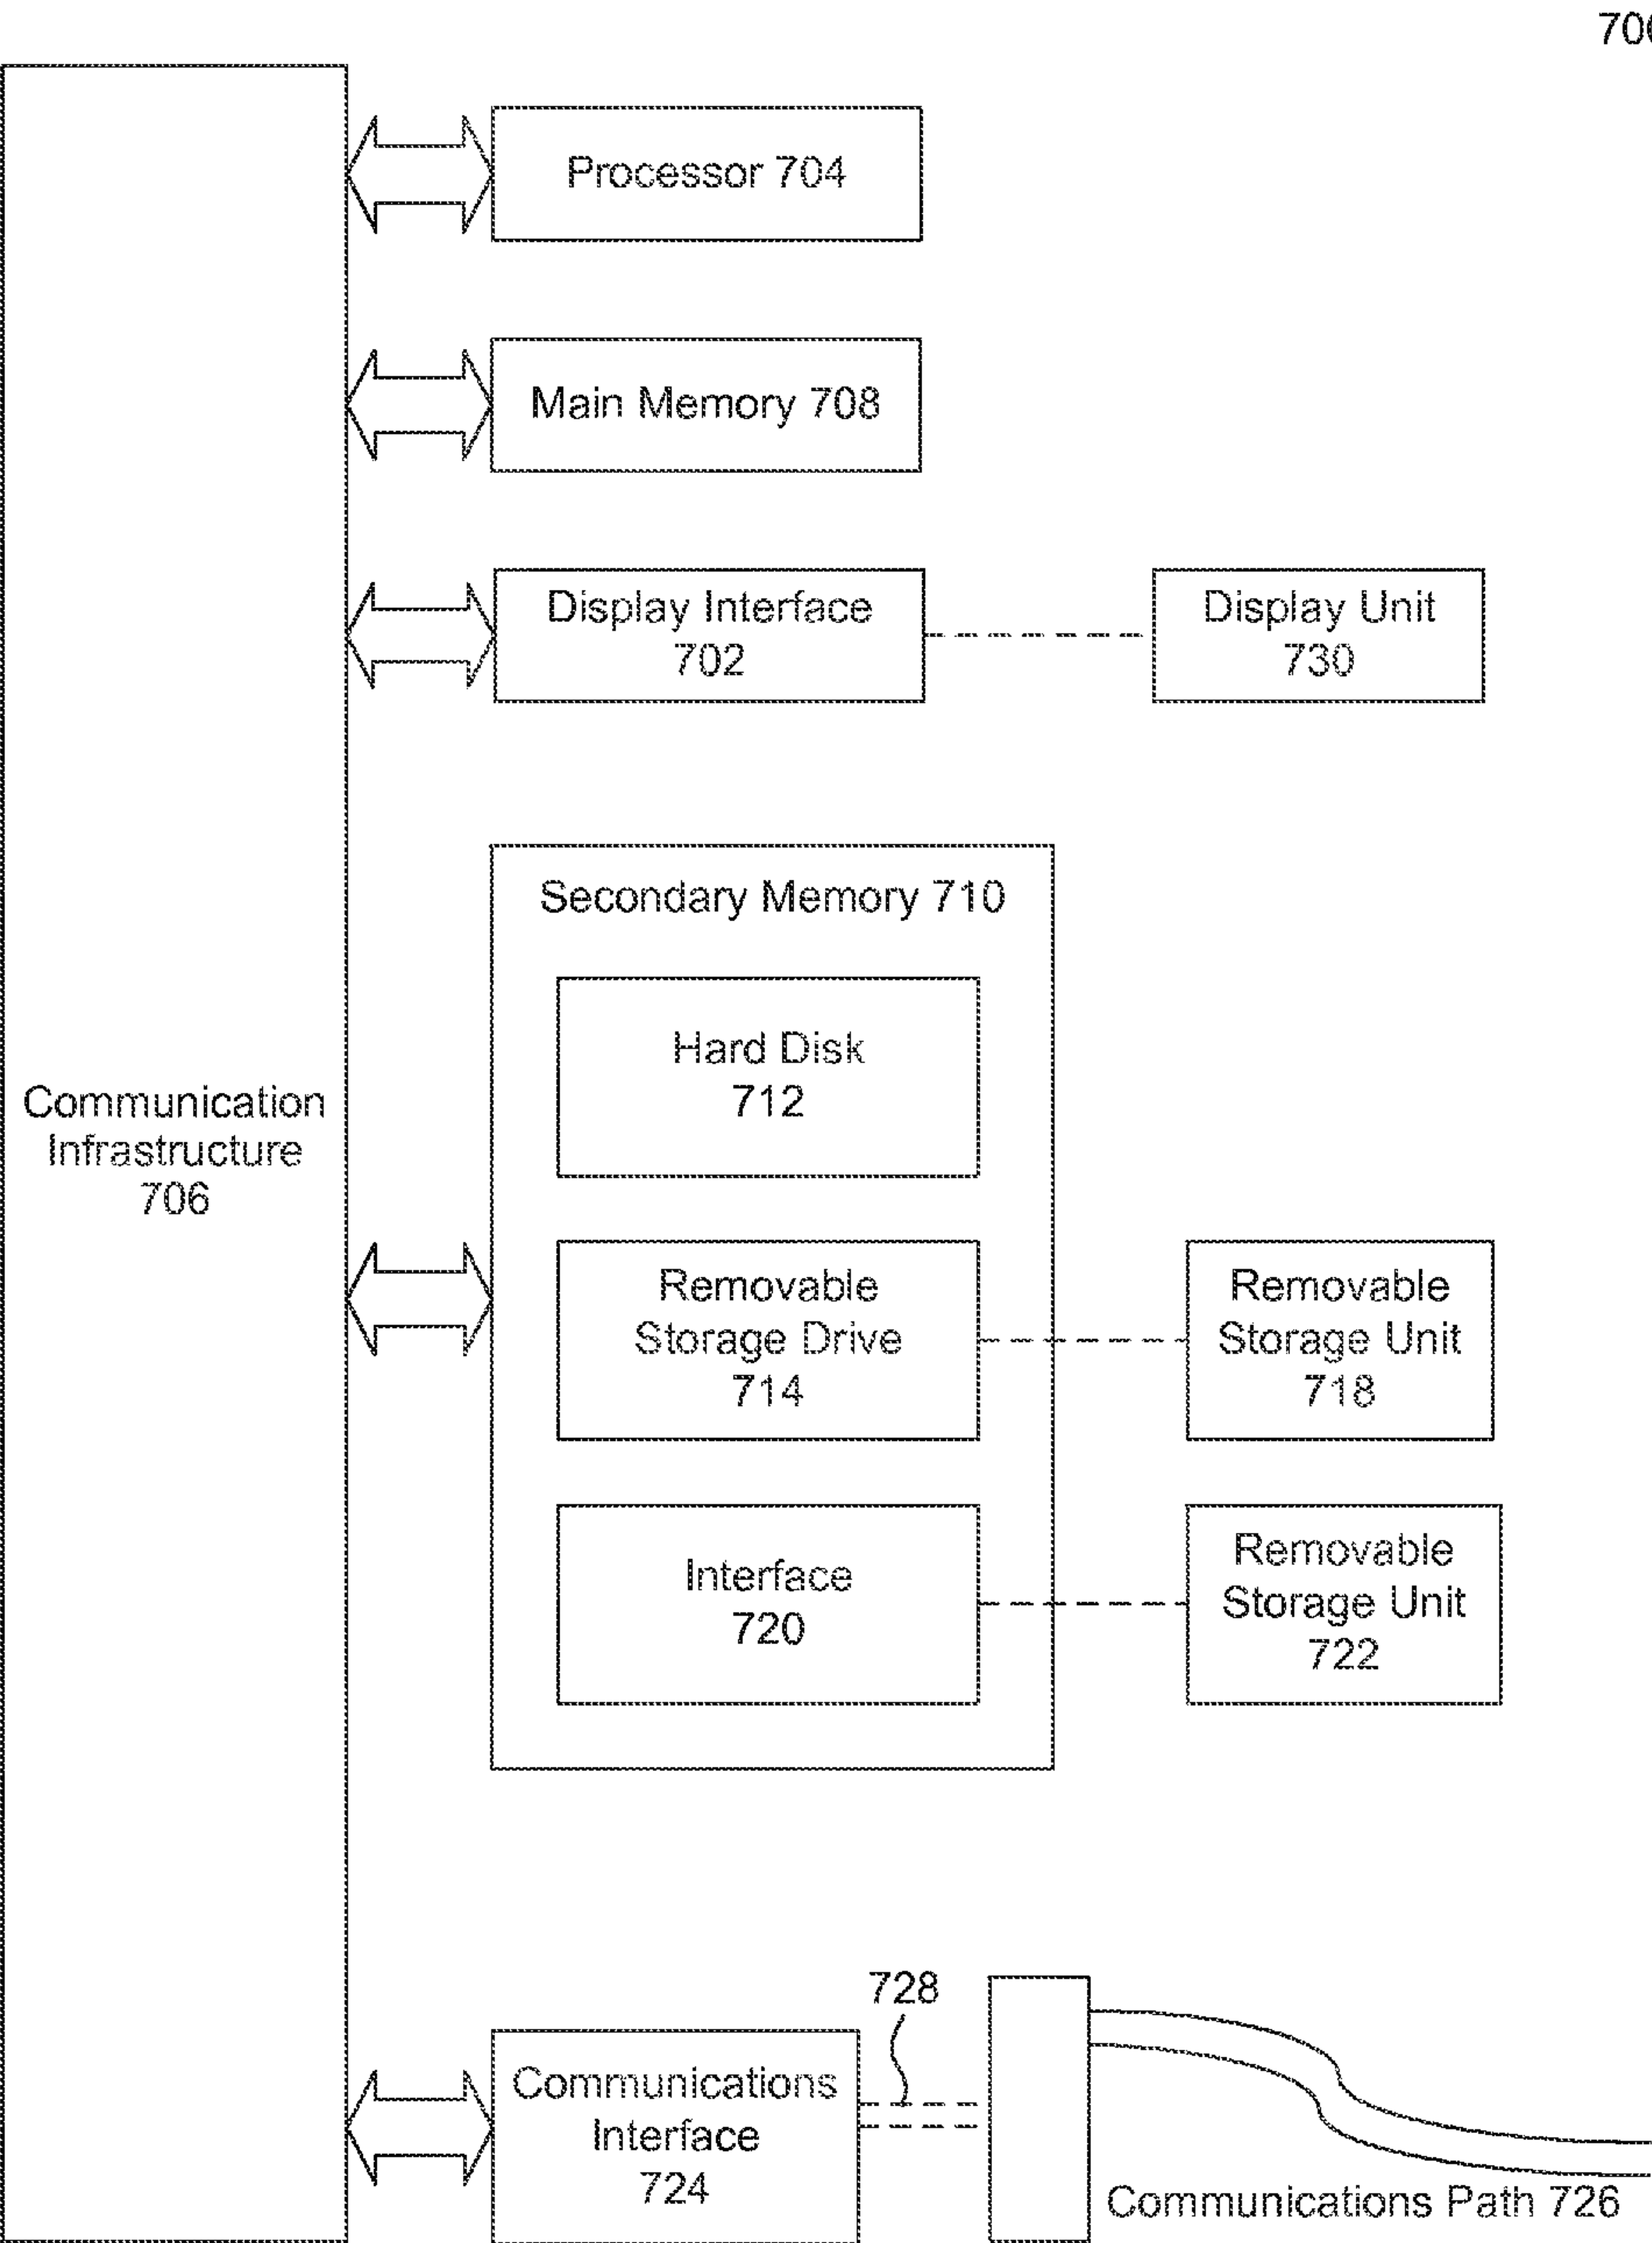 Processor 704
Main Memory 708
Display Interface
702
Display Unit
730
Secondary Memory 710
Hard Disk
712
Communication
Infrastructure
706
Removable
Storage Drive
714
Removable
Storage Unit
718
Interface
720
Removable
Storage Unit
722
728
Communications
Interface
724
Communications Path 726